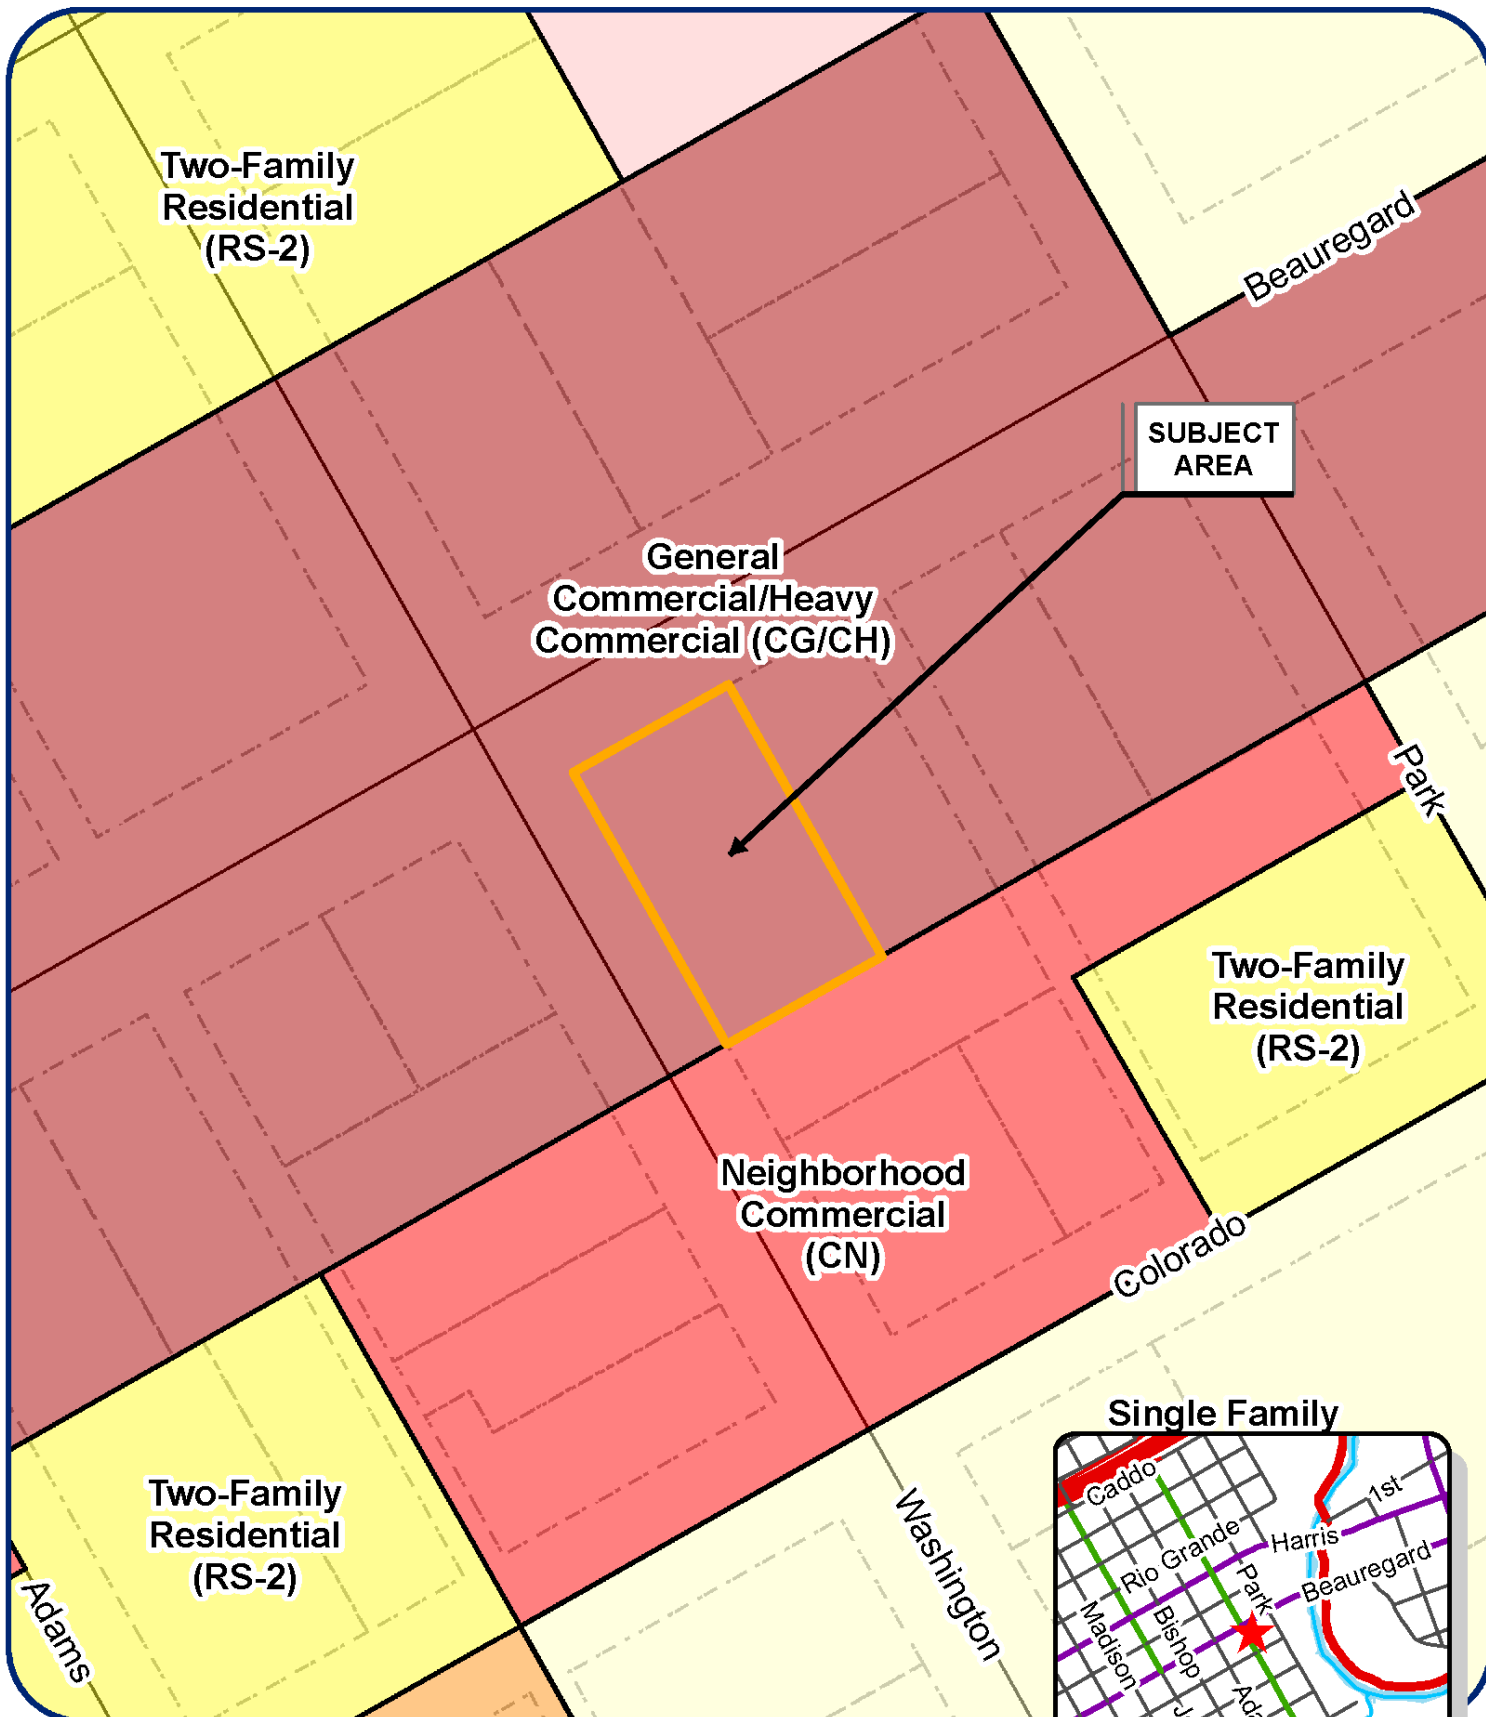 Two-Family
Residential
(RS-2)
Beauregard
SUBJECT
AREA
General
Commercial/Heavy
Commercial (CG/CH)
Park
Two-Family
Residential
(RS-2)
Neighborhood
Commercial
(CN)
Colorado
Single Family
Two-Family
Residential
(RS-2)
Adams
Washington
Caddo
1st
Rio Grande
Harris
Park
Beauregard
Madison
Bishop